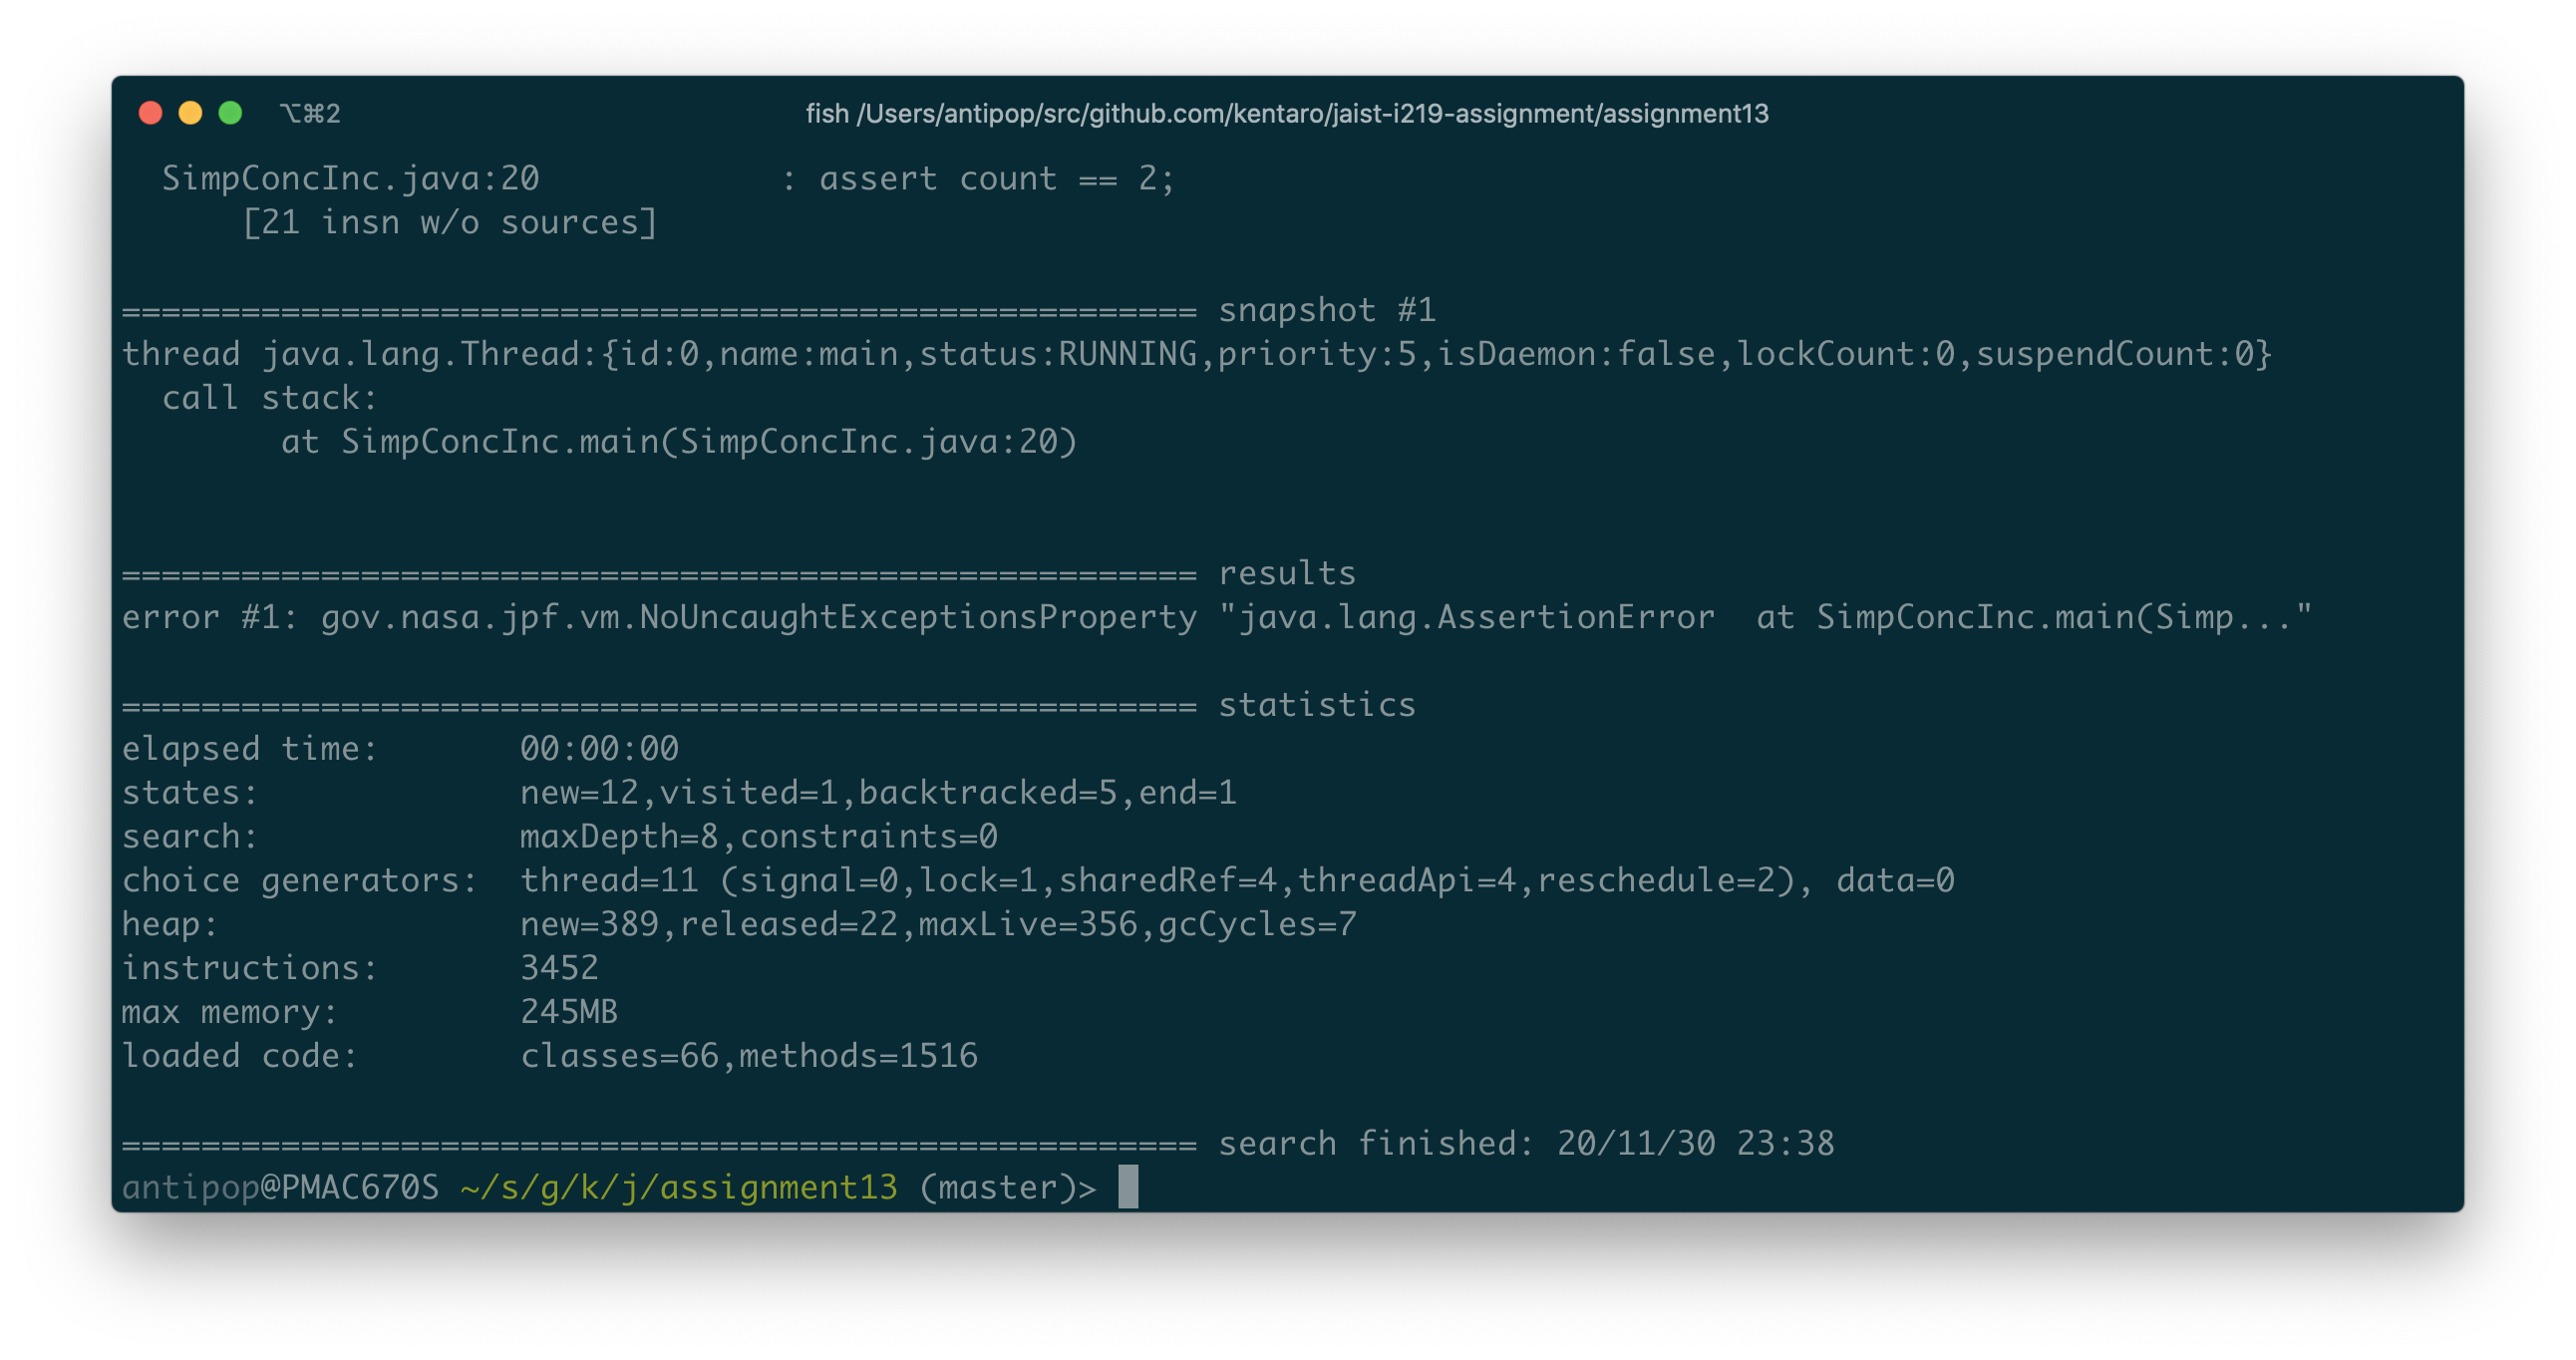 ⌥⌘2 fish /Users/antipop/src/github.com/kentaro/jaist-i219-assignment/assignment13
  SimpConcInc.java:20            : assert count == 2;
      [21 insn w/o sources]
====================================================== snapshot #1
thread java.lang.Thread:{id:0,name:main,status:RUNNING,priority:5,isDaemon:false,lockCount:0,suspendCount:0}
  call stack:
        at SimpConcInc.main(SimpConcInc.java:20)
====================================================== results
error #1: gov.nasa.jpf.vm.NoUncaughtExceptionsProperty "java.lang.AssertionError  at SimpConcInc.main(Simp..."
====================================================== statistics
elapsed time:       00:00:00
states:             new=12,visited=1,backtracked=5,end=1
search:             maxDepth=8,constraints=0
choice generators:  thread=11 (signal=0,lock=1,sharedRef=4,threadApi=4,reschedule=2), data=0
heap:               new=389,released=22,maxLive=356,gcCycles=7
instructions:       3452
max memory:         245MB
loaded code:        classes=66,methods=1516
====================================================== search finished: 20/11/30 23:38
antipop@PMAC670S ~/s/g/k/j/assignment13 (master)>